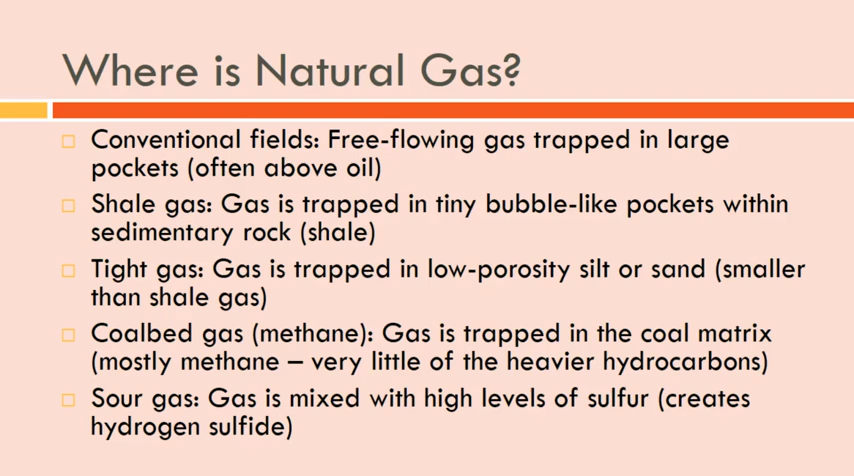 Where is Natural Gas?
Conventional fields: Free-flowing gas trapped in large
pockets (often above oil)
Shale gas: Gas is trapped in tiny bubble-like pockets within
sedimentary rock (shale)
Tight gas: Gas is trapped in low-porosity silt or sand (smaller
than shale gas)
Coalbed gas (methane): Gas is trapped in the coal matrix
(mostly methane – very little of the heavier hydrocarbons)
Sour gas: Gas is mixed with high levels of sulfur (creates
hydrogen sulfide)